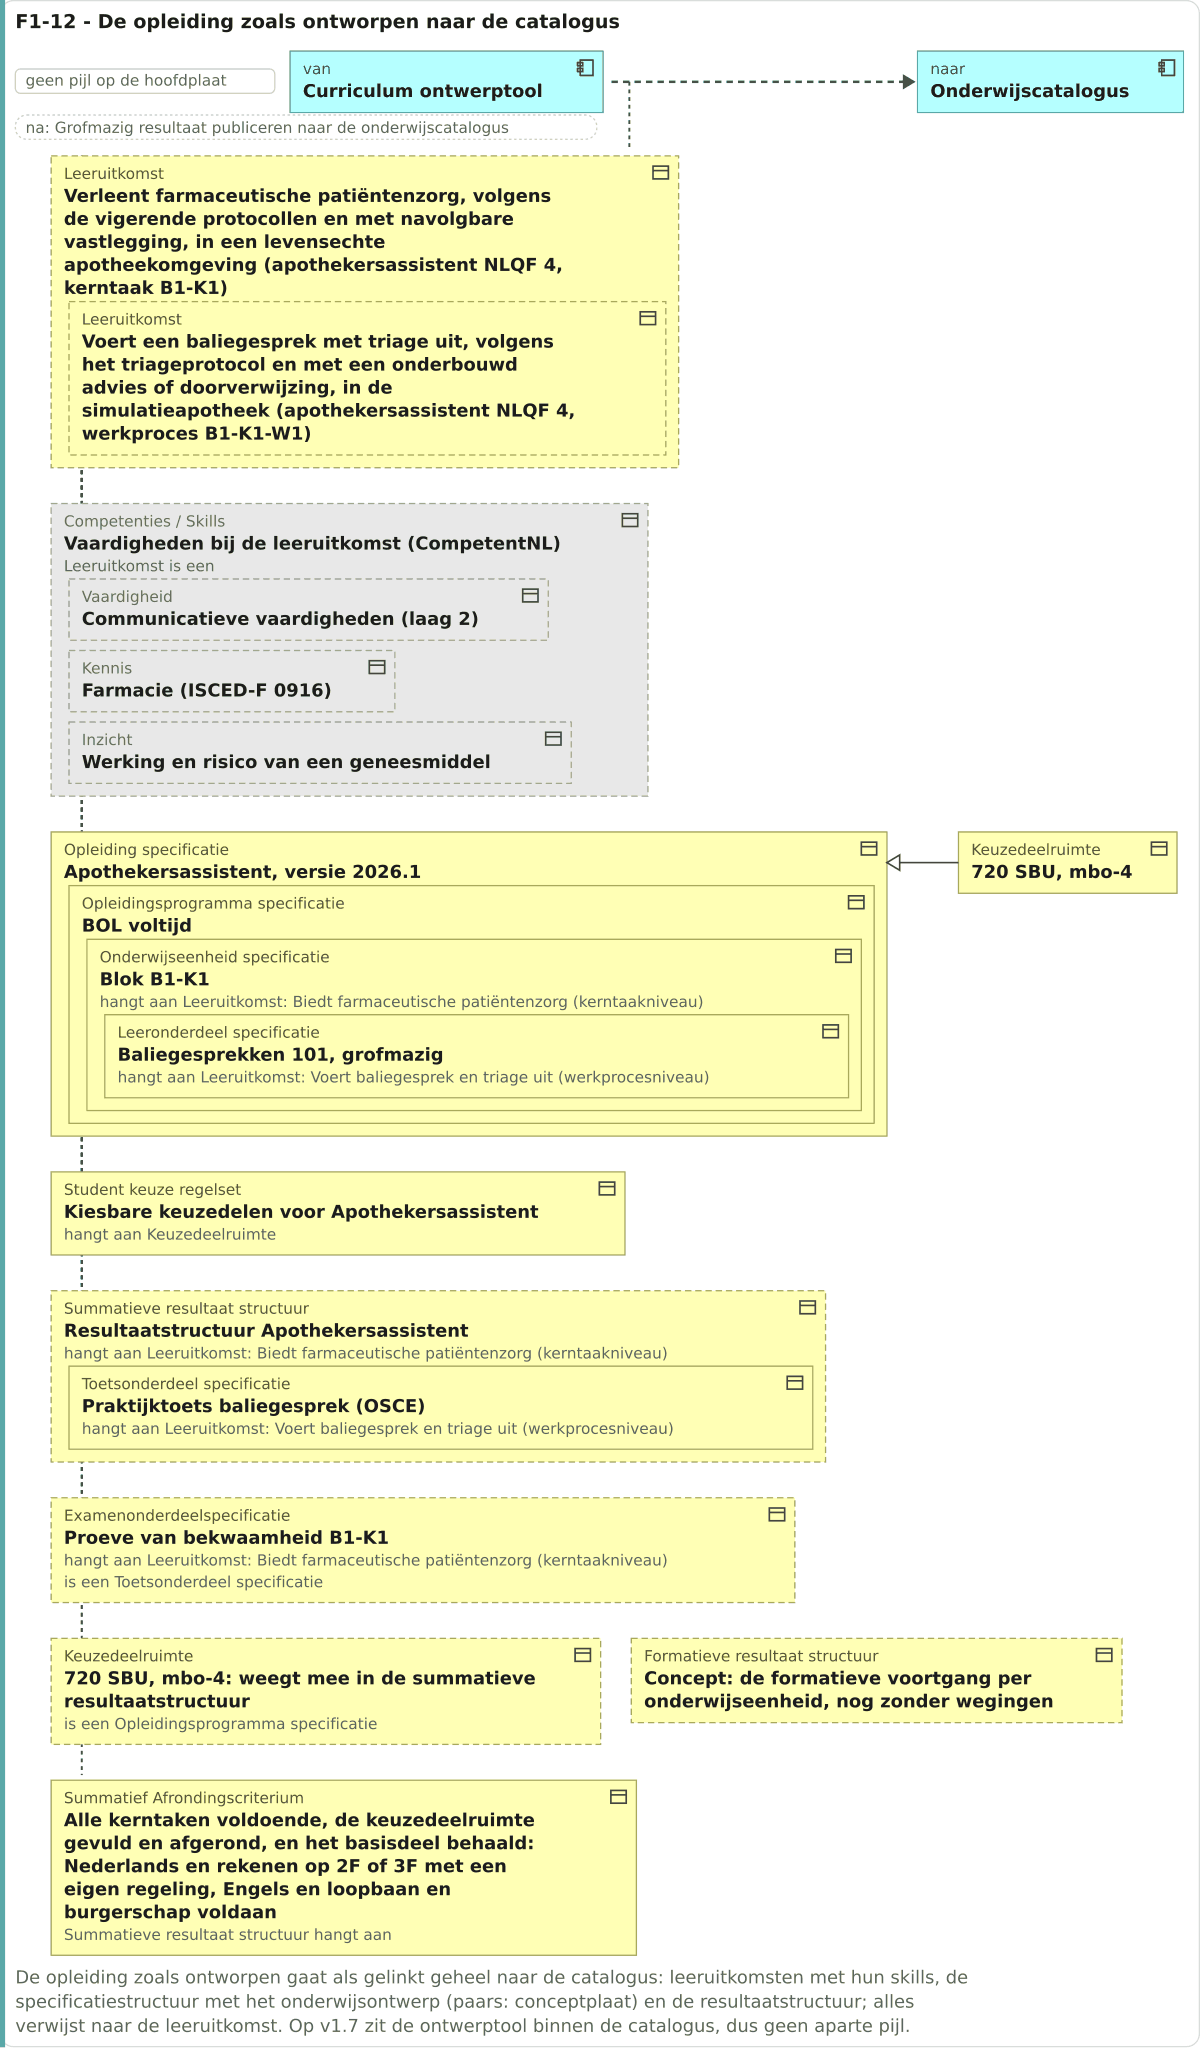 F1-12 - De opleiding zoals ontworpen naar de catalogus
geen pijl op de hoofdplaat
van
Curriculum ontwerptool
naar
Onderwijscatalogus
na: Grofmazig resultaat publiceren naar de onderwijscatalogus
Leeruitkomst
Verleent farmaceutische patiëntenzorg, volgens
de vigerende protocollen en met navolgbare
vastlegging, in een levensechte
apotheekomgeving (apothekersassistent NLQF 4,
kerntaak B1-K1)
Leeruitkomst
Voert een baliegesprek met triage uit, volgens
het triageprotocol en met een onderbouwd
advies of doorverwijzing, in de
simulatieapotheek (apothekersassistent NLQF 4,
werkproces B1-K1-W1)
Competenties / Skills
Vaardigheden bij de leeruitkomst (CompetentNL)
Leeruitkomst is een
Vaardigheid
Communicatieve vaardigheden (laag 2)
Kennis
Farmacie (ISCED-F 0916)
Inzicht
Werking en risico van een geneesmiddel
Opleiding specificatie
Apothekersassistent, versie 2026.1
Keuzedeelruimte
720 SBU, mbo-4
Opleidingsprogramma specificatie
BOL voltijd
Onderwijseenheid specificatie
Blok B1-K1
hangt aan Leeruitkomst: Biedt farmaceutische patiëntenzorg (kerntaakniveau)
Leeronderdeel specificatie
Baliegesprekken 101, grofmazig
hangt aan Leeruitkomst: Voert baliegesprek en triage uit (werkprocesniveau)
Student keuze regelset
Kiesbare keuzedelen voor Apothekersassistent
hangt aan Keuzedeelruimte
Summatieve resultaat structuur
Resultaatstructuur Apothekersassistent
hangt aan Leeruitkomst: Biedt farmaceutische patiëntenzorg (kerntaakniveau)
Toetsonderdeel specificatie
Praktijktoets baliegesprek (OSCE)
hangt aan Leeruitkomst: Voert baliegesprek en triage uit (werkprocesniveau)
Examenonderdeelspecificatie
Proeve van bekwaamheid B1-K1
hangt aan Leeruitkomst: Biedt farmaceutische patiëntenzorg (kerntaakniveau)
is een Toetsonderdeel specificatie
Keuzedeelruimte
720 SBU, mbo-4: weegt mee in de summatieve
resultaatstructuur
is een Opleidingsprogramma specificatie
Formatieve resultaat structuur
Concept: de formatieve voortgang per
onderwijseenheid, nog zonder wegingen
Summatief Afrondingscriterium
Alle kerntaken voldoende, de keuzedeelruimte
gevuld en afgerond, en het basisdeel behaald:
Nederlands en rekenen op 2F of 3F met een
eigen regeling, Engels en loopbaan en
burgerschap voldaan
Summatieve resultaat structuur hangt aan
De opleiding zoals ontworpen gaat als gelinkt geheel naar de catalogus: leeruitkomsten met hun skills, de
specificatiestructuur met het onderwijsontwerp (paars: conceptplaat) en de resultaatstructuur; alles
verwijst naar de leeruitkomst. Op v1.7 zit de ontwerptool binnen de catalogus, dus geen aparte pijl.